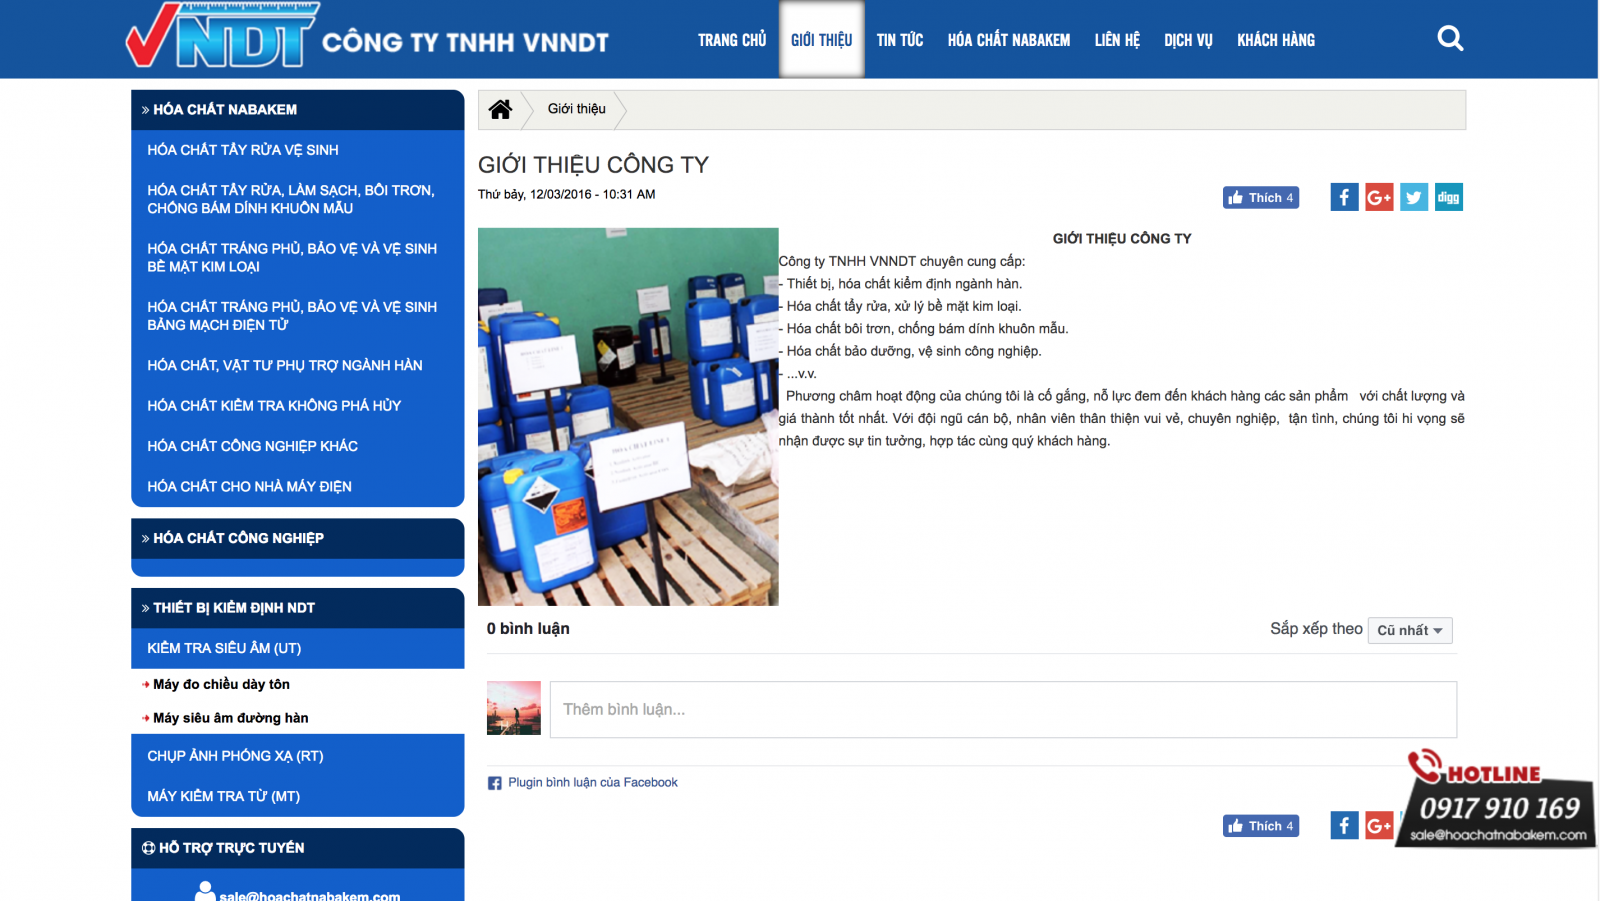 VNDT CÔNG TY TNHH VNNDT
TRANG CHỦ
GIỚI THIỆU
TIN TỨC
HÓA CHẤT NABAKEM
LIÊN HỆ
DỊCH VỤ
KHÁCH HÀNG
» HÓA CHẤT NABAKEM
HÓA CHẤT TẨY RỬA VỆ SINH
HÓA CHẤT TẨY RỬA, LÀM SẠCH, BÔI TRƠN,
CHỐNG BÁM DÍNH KHUÔN MẪU
HÓA CHẤT TRÁNG PHỦ, BẢO VỆ VÀ VỆ SINH
BỀ MẶT KIM LOẠI
HÓA CHẤT TRÁNG PHỦ, BẢO VỆ VÀ VỆ SINH
BẢNG MẠCH ĐIỆN TỬ
HÓA CHẤT, VẬT TƯ PHỤ TRỢ NGÀNH HÀN
HÓA CHẤT KIỂM TRA KHÔNG PHÁ HỦY
HÓA CHẤT CÔNG NGHIỆP KHÁC
HÓA CHẤT CHO NHÀ MÁY ĐIỆN
» HÓA CHẤT CÔNG NGHIỆP
» THIẾT BỊ KIỂM ĐỊNH NDT
KIỂM TRA SIÊU ÂM (UT)
Máy đo chiều dày tôn
Máy siêu âm đường hàn
CHỤP ẢNH PHÓNG XẠ (RT)
MÁY KIỂM TRA TỪ (MT)
HỖ TRỢ TRỰC TUYẾN
sale@hoachatnabakem.com
Giới thiệu
GIỚI THIỆU CÔNG TY
Thứ bảy, 12/03/2016 - 10:31 AM
Thích 4
f G+ digg
GIỚI THIỆU CÔNG TY
Công ty TNHH VNNDT chuyên cung cấp:
- Thiết bị, hóa chất kiểm định ngành hàn.
- Hóa chất tẩy rửa, xử lý bề mặt kim loại.
- Hóa chất bôi trơn, chống bám dính khuôn mẫu.
- Hóa chất bảo dưỡng, vệ sinh công nghiệp.
- ...v.v.
Phương châm hoạt động của chúng tôi là cố gắng, nỗ lực đem đến khách hàng các sản phẩm với chất lượng và
giá thành tốt nhất. Với đội ngũ cán bộ, nhân viên thân thiện vui vẻ, chuyên nghiệp, tận tình, chúng tôi hi vọng sẽ
nhận được sự tin tưởng, hợp tác cùng quý khách hàng.
0 bình luận
Sắp xếp theo Cũ nhất
Thêm bình luận...
Plugin bình luận của Facebook
Thích 4
f G+
HOTLINE
0917 910 169
sale@hoachatnabakem.com